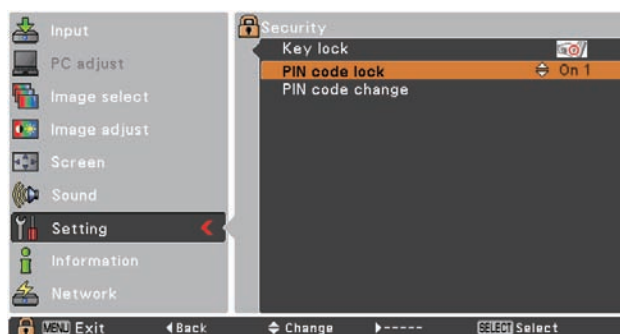 Input
PC adjust
Image select
Image adjust
Screen
Sound
Setting
Information
Network
Security
Key lock
PIN code lock On 1
PIN code change
MENU Exit Back Change ----- SELECT Select